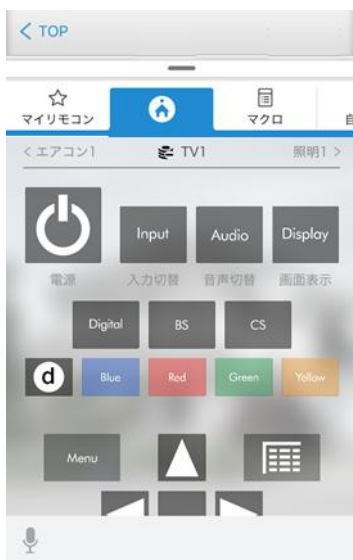 TOP
マイリモコン
マクロ
自
エアコン1
TV1
照明1
Input
Audio
Display
電源
入力切替
音声切替
画面表示
Digital
BS
CS
d
Blue
Red
Green
Yellow
Menu